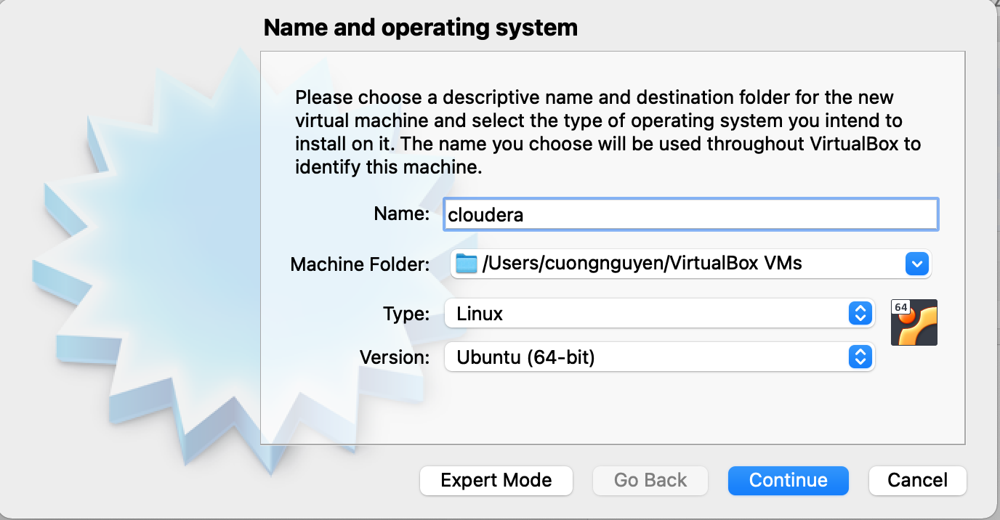 Name and operating system
Please choose a descriptive name and destination folder for the new
virtual machine and select the type of operating system you intend to
install on it. The name you choose will be used throughout VirtualBox to
identify this machine.
Name: cloudera
Machine Folder: /Users/cuongnguyen/VirtualBox VMs
Type: Linux
64
Version: Ubuntu (64-bit)
Expert Mode Go Back Continue Cancel